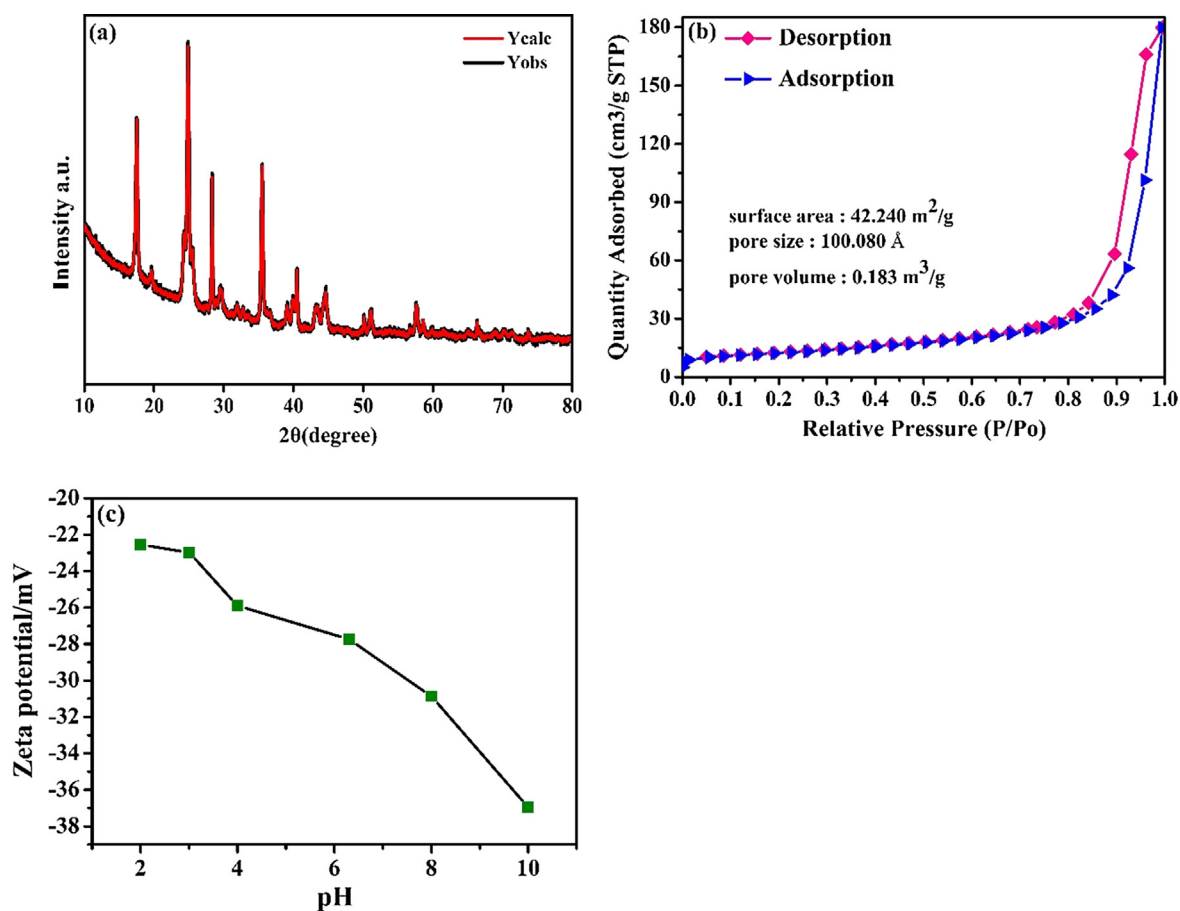 (a)
Ycalc
Yobs
Intensity a.u.
10 20 30 40 50 60 70 80
2θ(degree)
(b)
Desorption
Adsorption
surface area : 42.240 m²/g
pore size : 100.080 Å
pore volume : 0.183 m³/g
Quantity Adsorbed (cm3/g STP)
180
150
120
90
60
30
0
0.0 0.1 0.2 0.3 0.4 0.5 0.6 0.7 0.8 0.9 1.0
Relative Pressure (P/Po)
(c)
Zeta potential/mV
-20
-22
-24
-26
-28
-30
-32
-34
-36
-38
2 4 6 8 10
pH